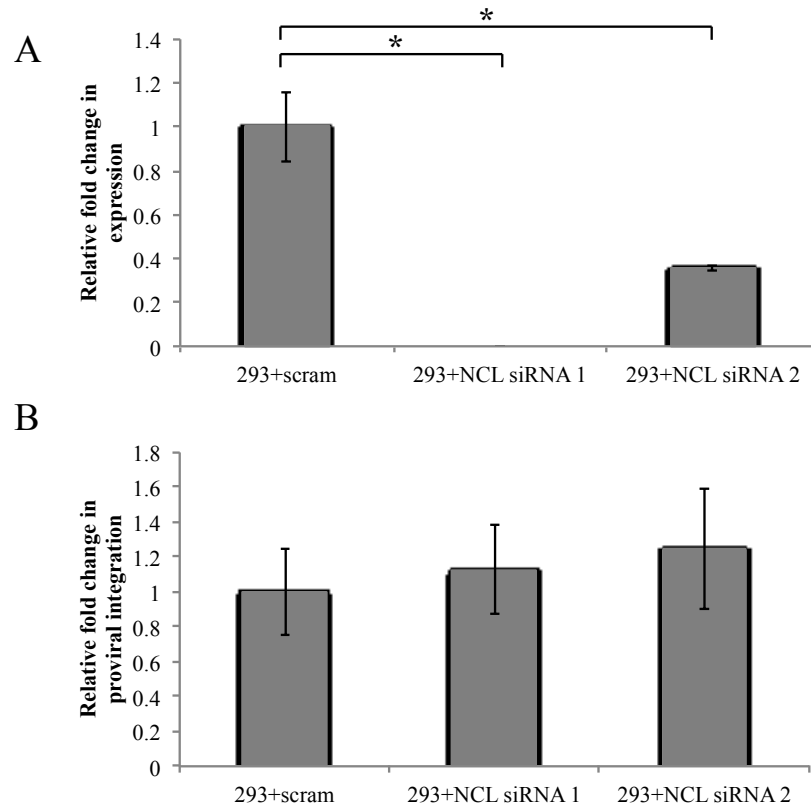 A
*
*
Relative fold change in
expression
1.4
1.2
1
0.8
0.6
0.4
0.2
0
293+scram
293+NCL siRNA 1
293+NCL siRNA 2
B
Relative fold change in
proviral integration
1.8
1.6
1.4
1.2
1
0.8
0.6
0.4
0.2
0
293+scram
293+NCL siRNA 1
293+NCL siRNA 2